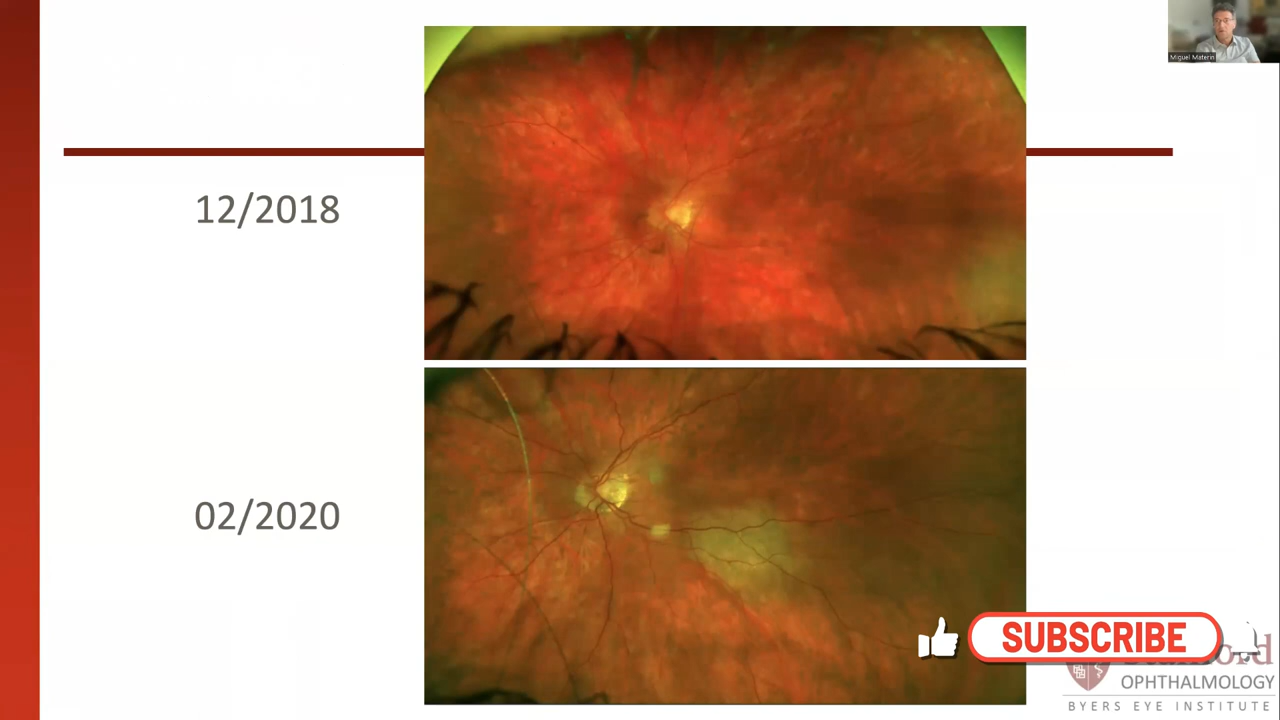 Miguel Materin
12/2018
02/2020
SUBSCRIBE
OPHTHALMOLOGY
BYERS EYE INSTITUTE